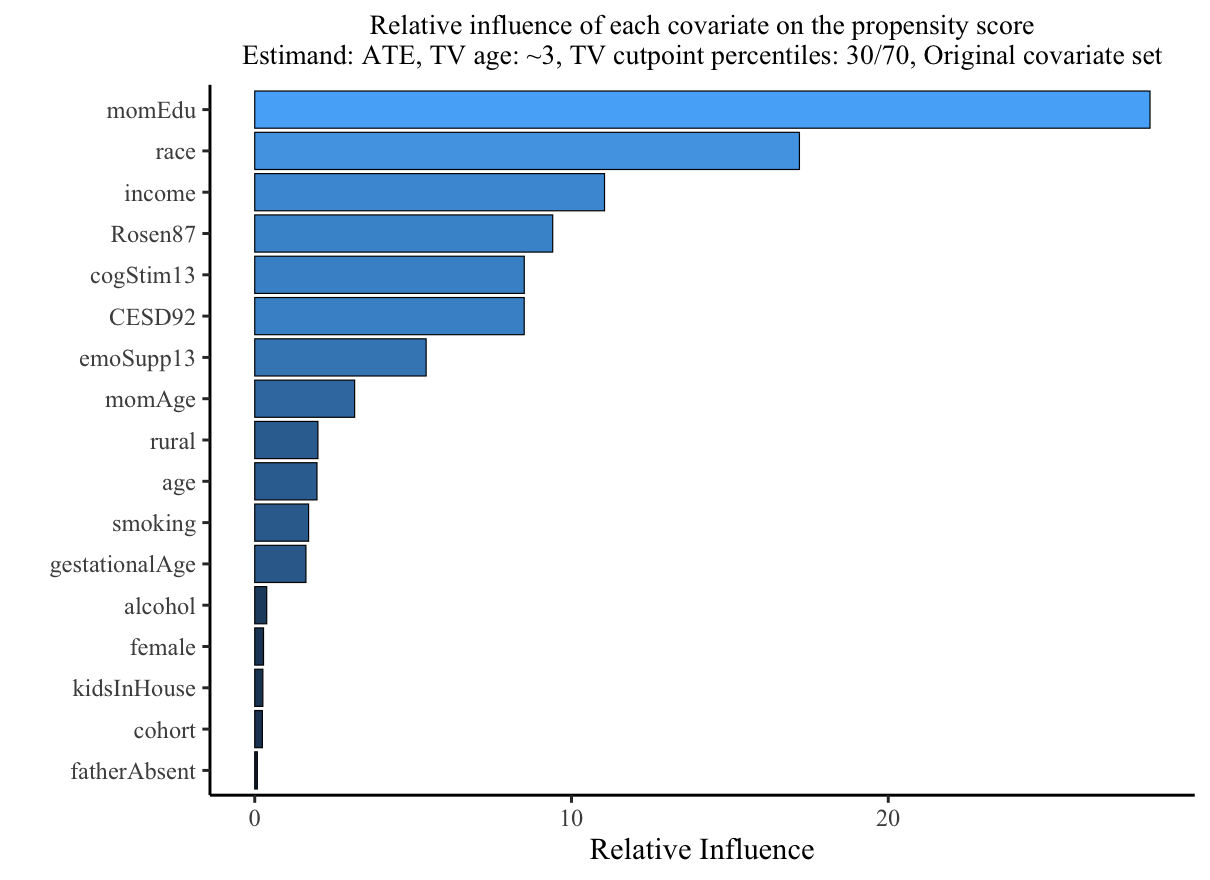 Relative influence of each covariate on the propensity score
Estimand: ATE, TV age: ~3, TV cutpoint percentiles: 30/70, Original covariate set
momEdu
race
income
Rosen87
cogStim13
CESD92
emoSupp13
momAge
rural
age
smoking
gestationalAge
alcohol
female
kidsInHouse
cohort
fatherAbsent
0 10 20
Relative Influence